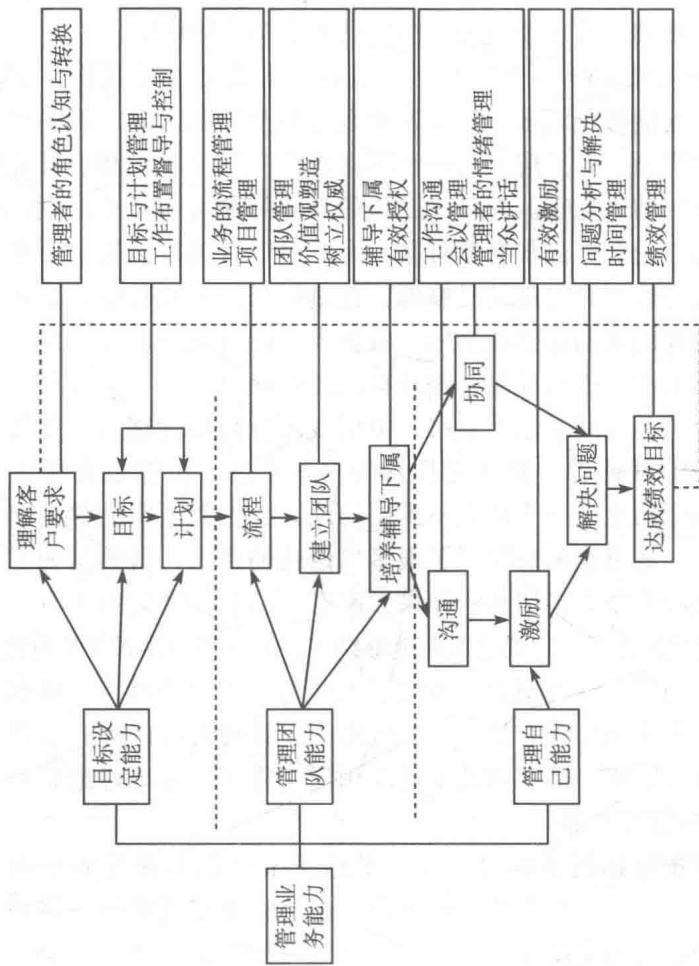 管理业
务能力
目标设
定能力
管理团
队能力
管理自
己能力
理解客
户要求
目标
计划
流程
建立团队
培养辅导下属
沟通
协同
激励
解决问题
达成绩效目标
管理者的角色认知与转换
目标与计划管理
工作布置督导与控制
业务的流程管理
项目管理
团队管理
价值观塑造
树立权威
辅导下属
有效授权
工作沟通
会议管理
管理者的情绪管理
当众讲话
有效激励
问题分析与解决
时间管理
绩效管理